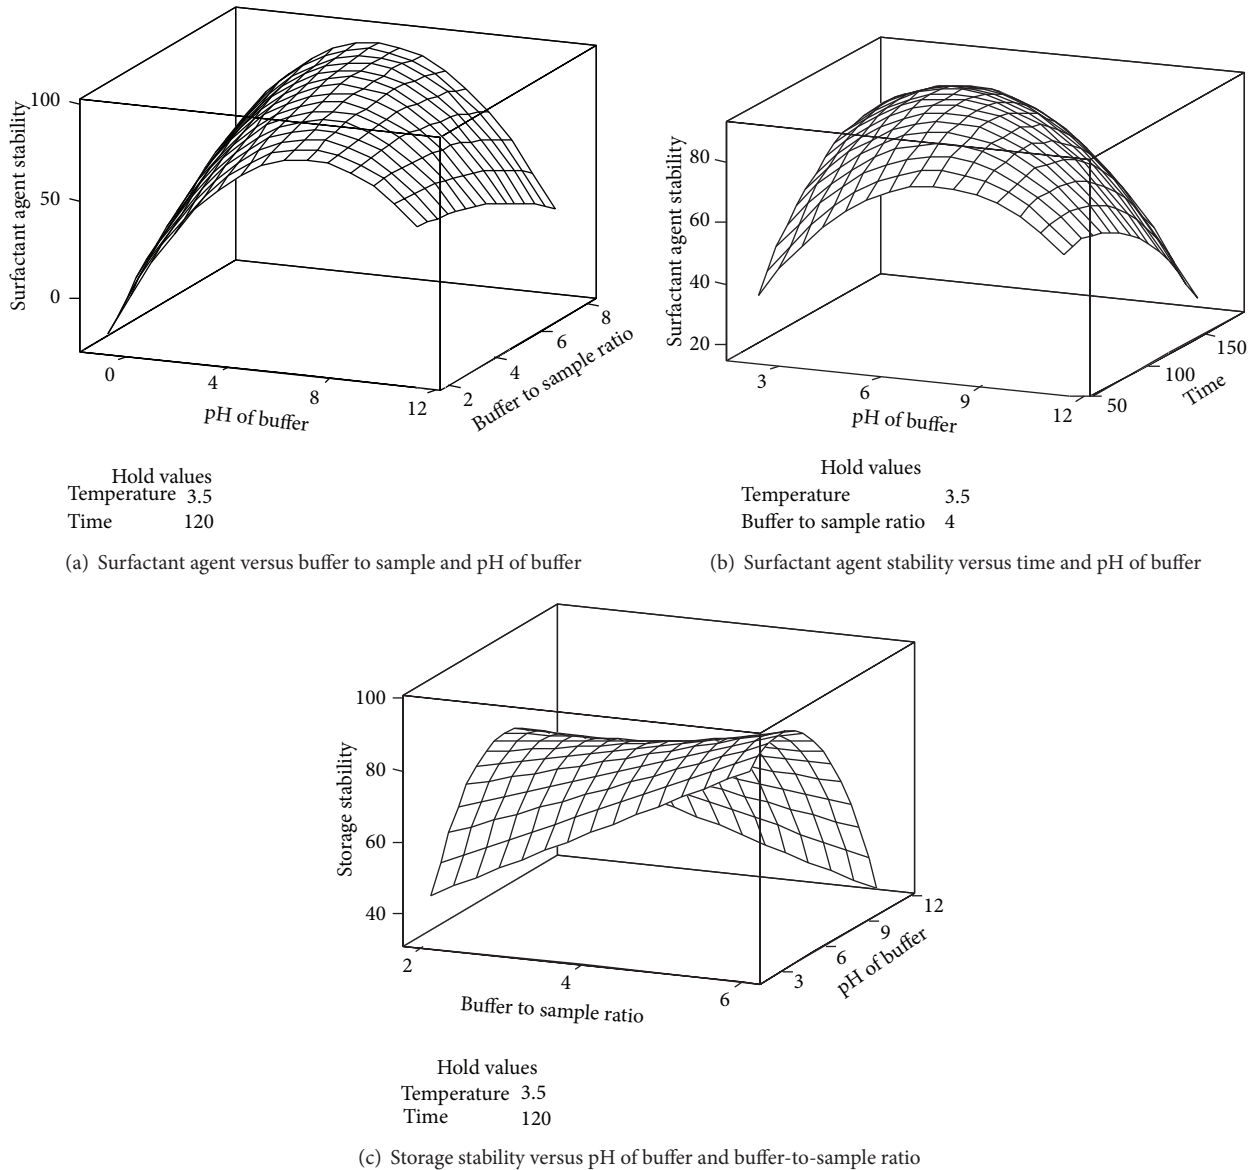 Surfactant agent stability
100
50
0
0
4
8
12
pH of buffer
2
4
6
8
Buffer to sample ratio
Hold values
Temperature 3.5
Time 120
(a) Surfactant agent versus buffer to sample and pH of buffer
Surfactant agent stability
80
60
40
20
3
6
9
12
pH of buffer
50
100
150
Time
Hold values
Temperature 3.5
Buffer to sample ratio 4
(b) Surfactant agent stability versus time and pH of buffer
Storage stability
100
80
60
40
2
4
6
Buffer to sample ratio
3
6
9
12
pH of buffer
Hold values
Temperature 3.5
Time 120
(c) Storage stability versus pH of buffer and buffer-to-sample ratio